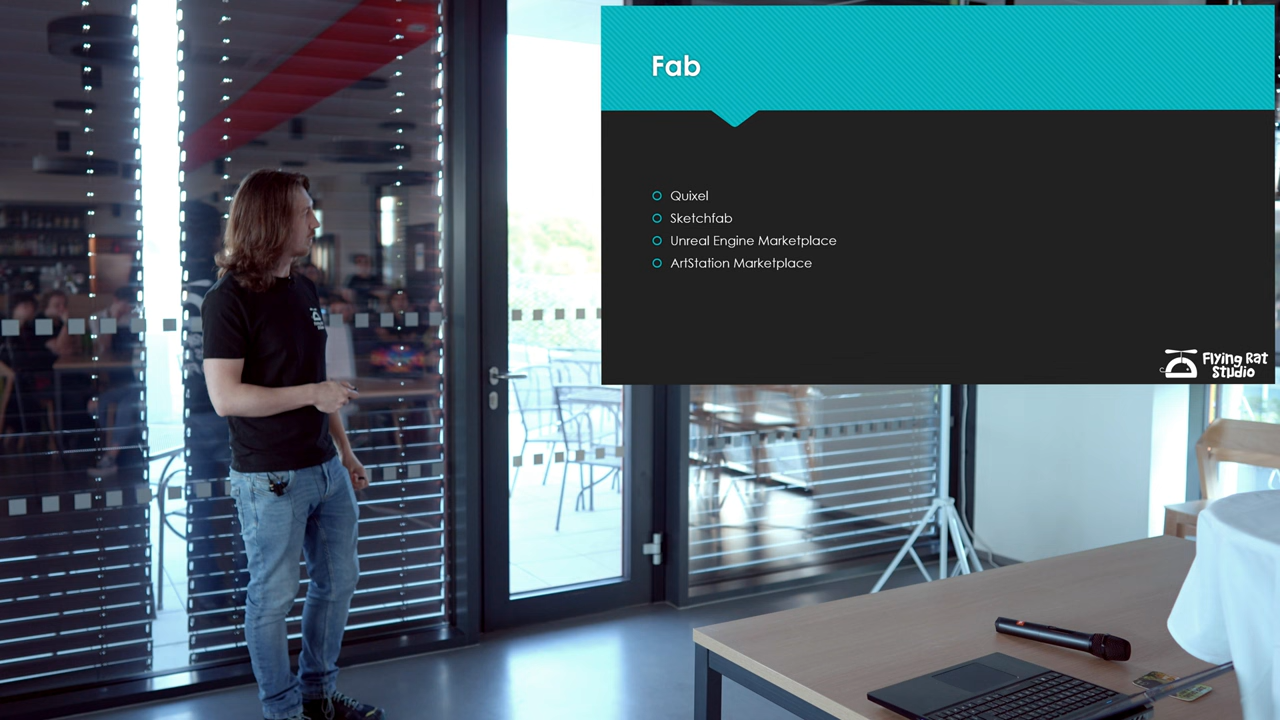 Fab
Quixel
Sketchfab
Unreal Engine Marketplace
ArtStation Marketplace
Flying Rat
Studio